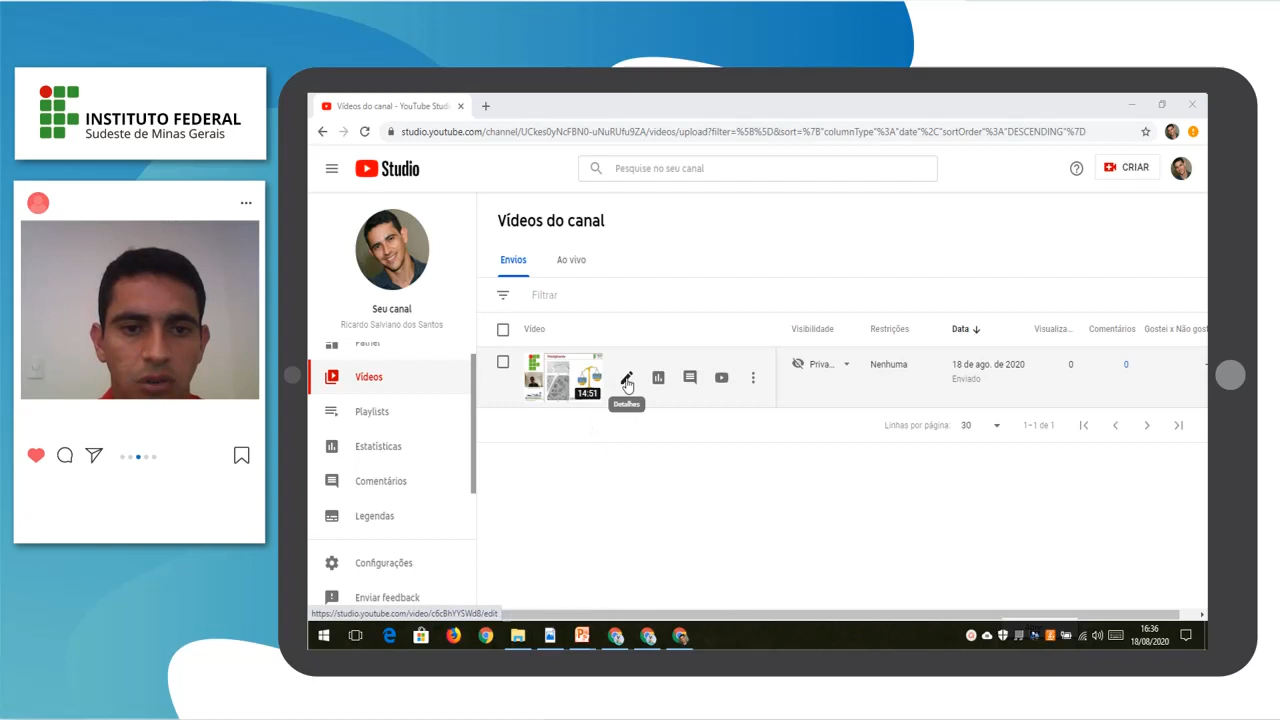 INSTITUTO FEDERAL
Sudeste de Minas Gerais
Vídeos do canal - YouTube Studi
studio.youtube.com/channel/UCkes0yNcFBN0-uNuRUfu9ZA/videos/upload?filter=%5B%5D&sort=%7B"columnType"%3A"date"%2C"sortOrder"%3A"DESCENDING"%7D
Studio
Pesquise no seu canal
CRIAR
Seu canal
Ricardo Salviano dos Santos
Painel
Vídeos
Playlists
Estatísticas
Comentários
Legendas
Configurações
Enviar feedback
https://studio.youtube.com/video/c6cBhYYSWd8/edit
Vídeos do canal
Envios
Ao vivo
Filtrar
Vídeo
Visibilidade
Restrições
Data
Visualiza...
Comentários
Gostei x Não gost
14:51
Detalhes
Priva...
Nenhuma
18 de ago. de 2020
Enviado
0
0
Linhas por página:
30
1–1 de 1
16:36
18/08/2020